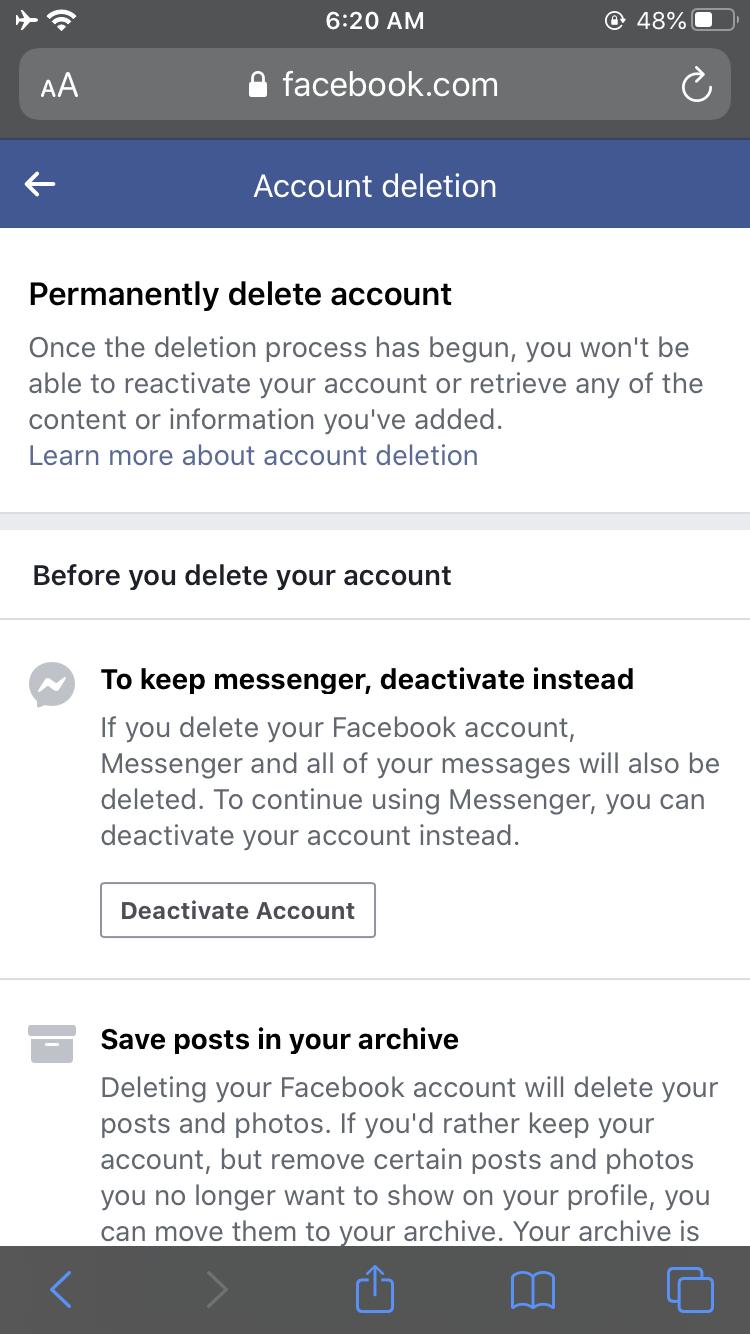 6:20 AM
48%
AA
facebook.com
Account deletion
Permanently delete account
Once the deletion process has begun, you won't be
able to reactivate your account or retrieve any of the
content or information you've added.
Learn more about account deletion
Before you delete your account
To keep messenger, deactivate instead
If you delete your Facebook account,
Messenger and all of your messages will also be
deleted. To continue using Messenger, you can
deactivate your account instead.
Deactivate Account
Save posts in your archive
Deleting your Facebook account will delete your
posts and photos. If you'd rather keep your
account, but remove certain posts and photos
you no longer want to show on your profile, you
can move them to your archive. Your archive is